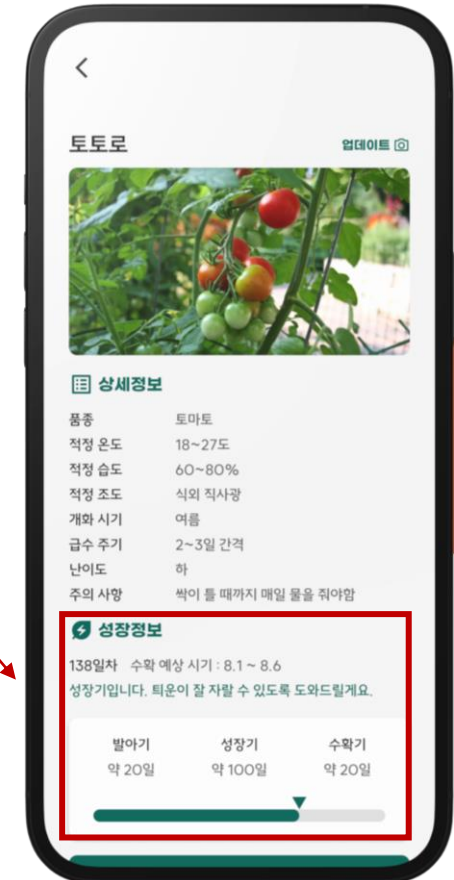 토토로
업데이트
상세정보
품종 토마토
적정 온도 18~27도
적정 습도 60~80%
적정 조도 식외 직사광
개화 시기 여름
급수 주기 2~3일 간격
난이도 하
주의 사항 싹이 틀 때까지 매일 물을 줘야함
성장정보
138일차 수확 예상 시기 : 8.1 ~ 8.6
성장기입니다. 틔운이 잘 자랄 수 있도록 도와드릴게요.
발아기 성장기 수확기
약 20일 약 100일 약 20일